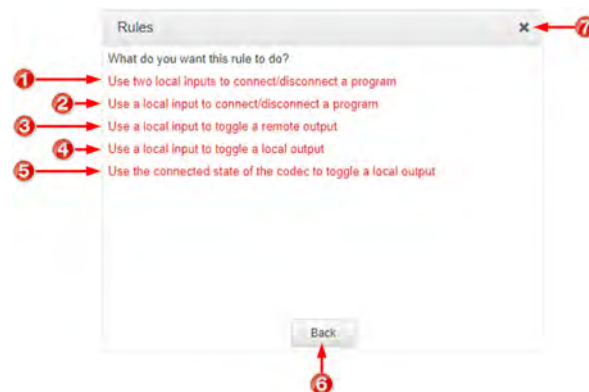 Rules
7
What do you want this rule to do?
1 Use two local inputs to connect/disconnect a program
2 Use a local input to connect/disconnect a program
3 Use a local input to toggle a remote output
4 Use a local input to toggle a local output
5 Use the connected state of the codec to toggle a local output
Back
6